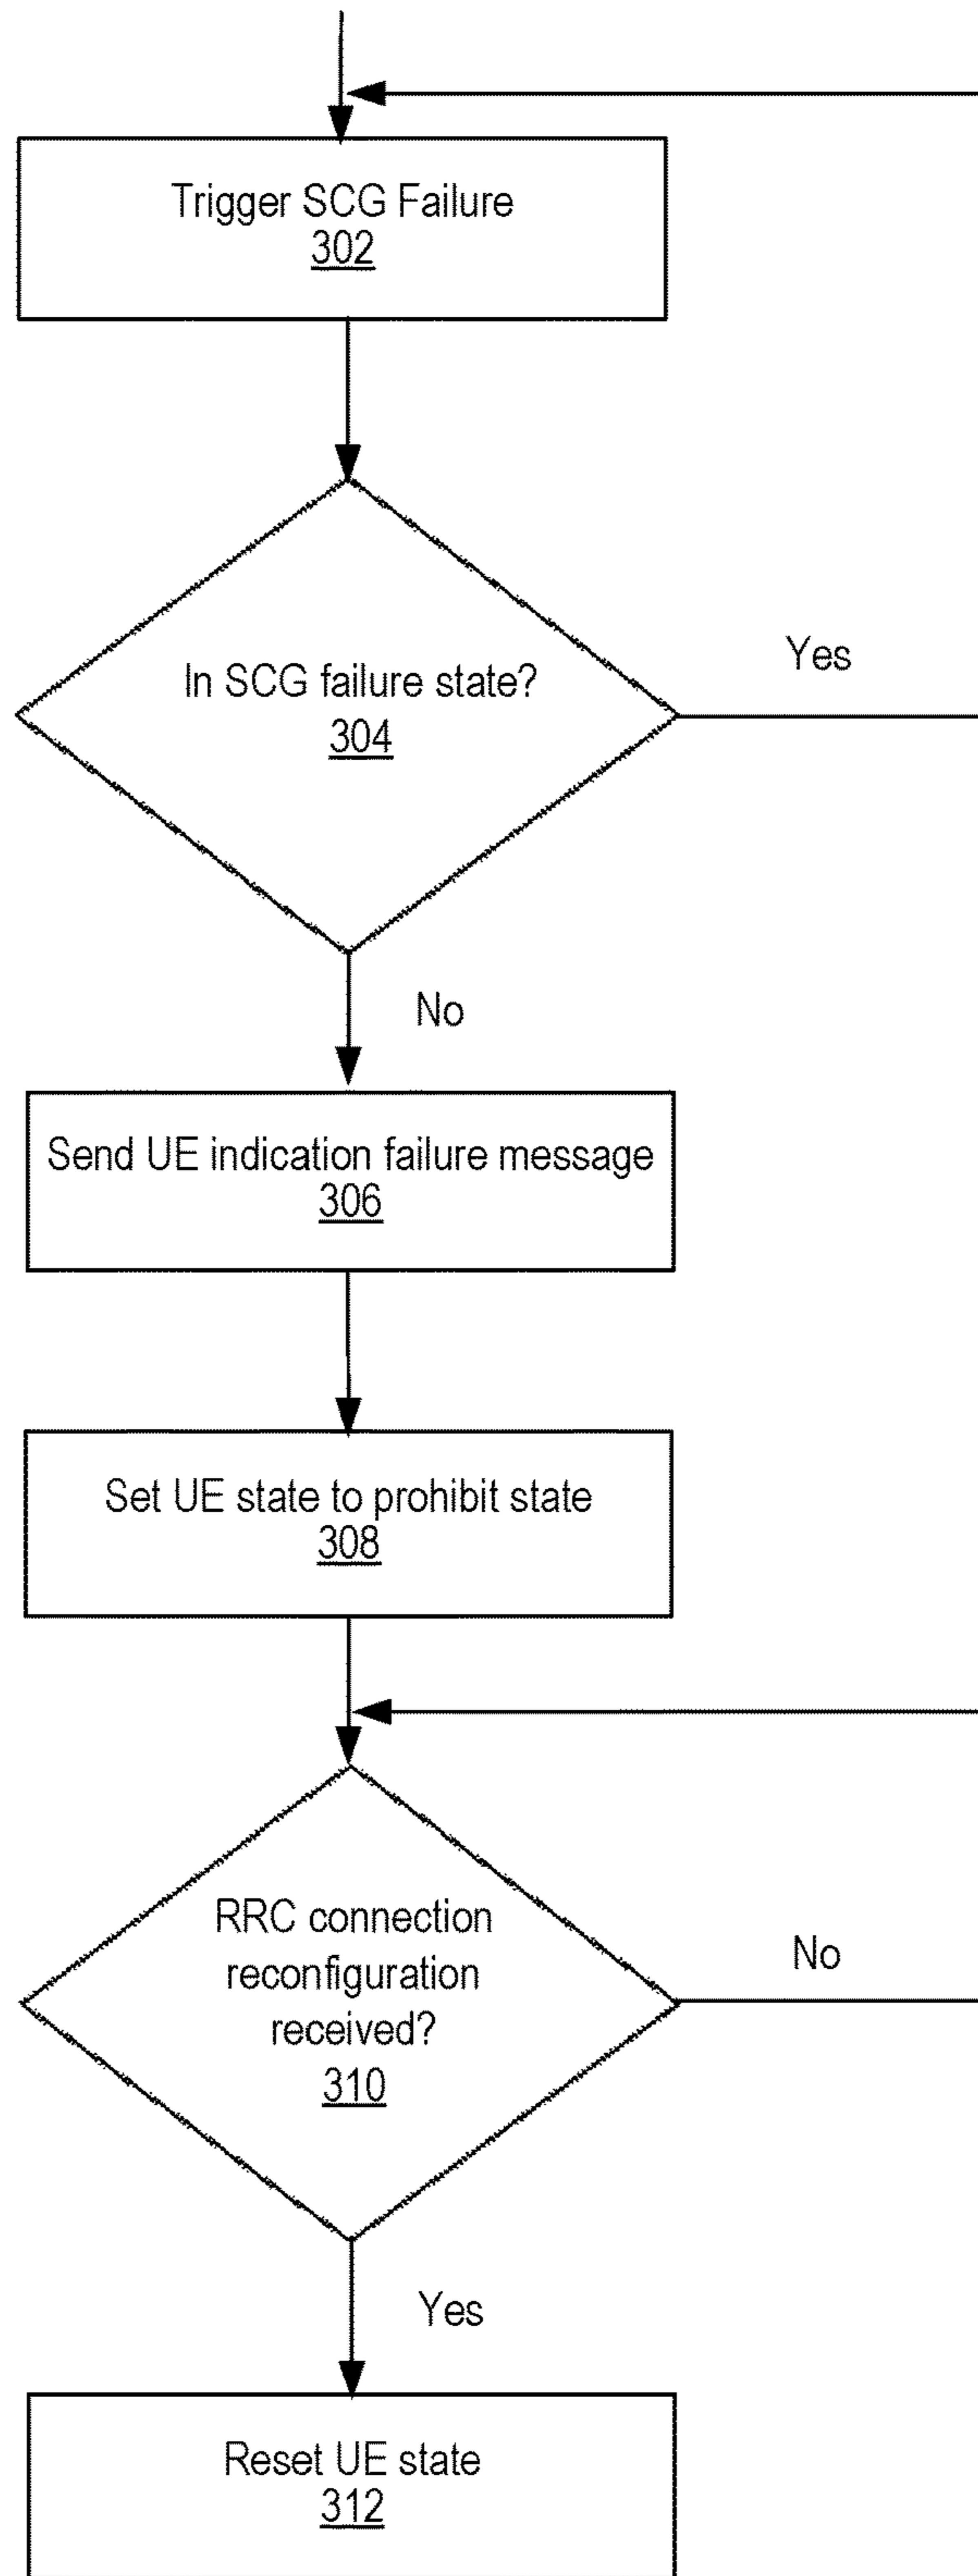 Trigger SCG Failure
302
In SCG failure state?
304
Yes
No
Send UE indication failure message
306
Set UE state to prohibit state
308
RRC connection
reconfiguration
received?
310
No
Yes
Reset UE state
312